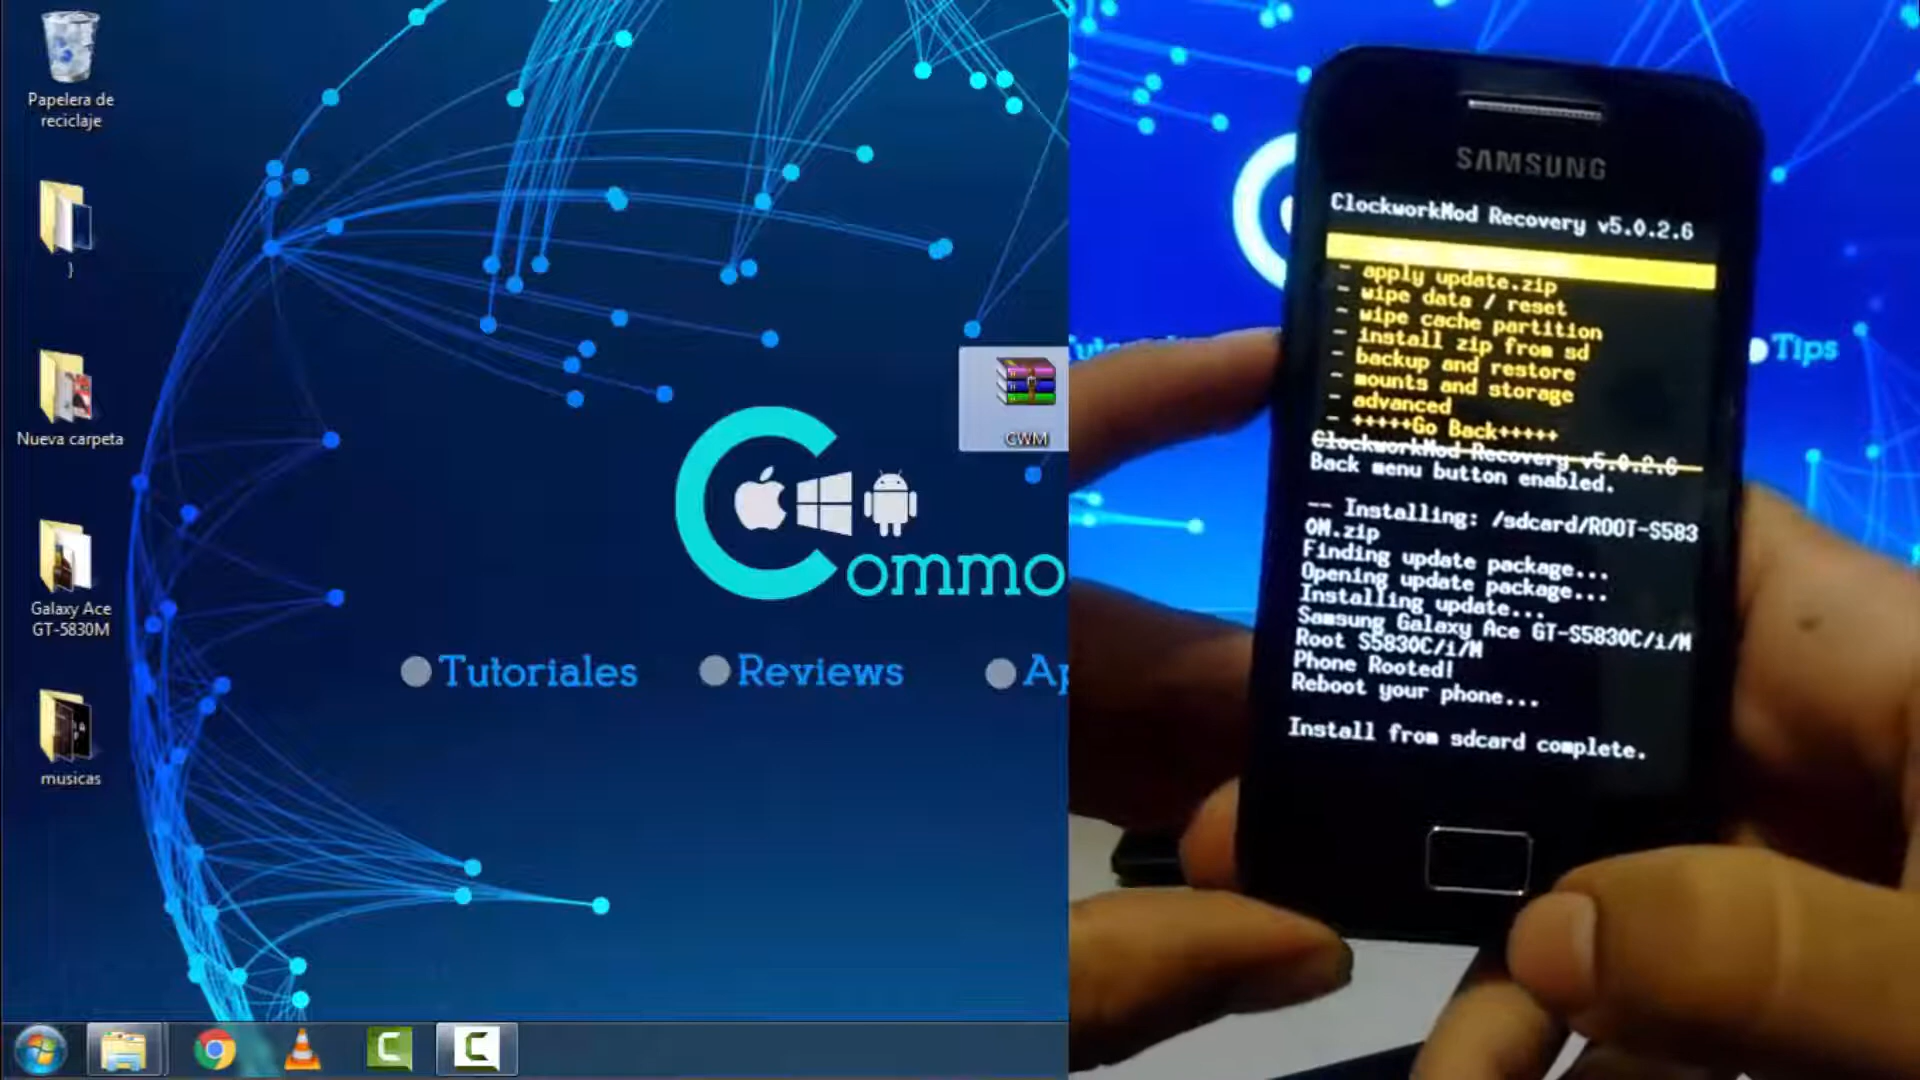 Papelera de
reciclaje
}
Nueva carpeta
Galaxy Ace
GT-5830M
musicas
CWM
Commo
Tutoriales
Reviews
Ap
Tips
SAMSUNG
ClockworkMod Recovery v5.0.2.6
- apply update.zip
- wipe data / reset
- wipe cache partition
- install zip from sd
- backup and restore
- mounts and storage
- advanced
- +++++Go Back+++++
ClockworkMod Recovery v5.0.2.6
Back menu button enabled.
-- Installing: /sdcard/ROOT-S583
0M.zip
Finding update package...
Opening update package...
Installing update...
Samsung Galaxy Ace GT-S5830C/i/M
Root S5830C/i/M
Phone Rooted!
Reboot your phone...
Install from sdcard complete.